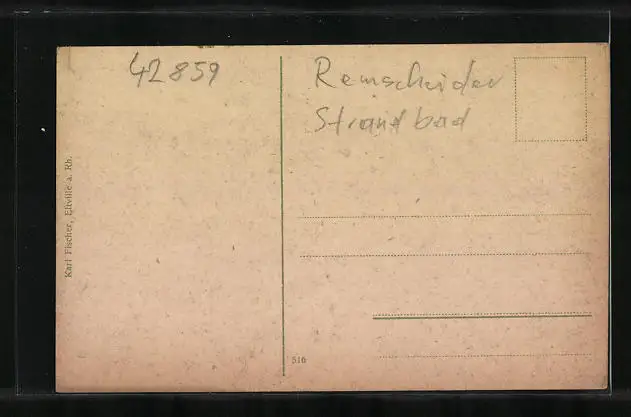 42859
Remscheider
Strandbad
Karl Fischer, Eltville a. Rh.
516